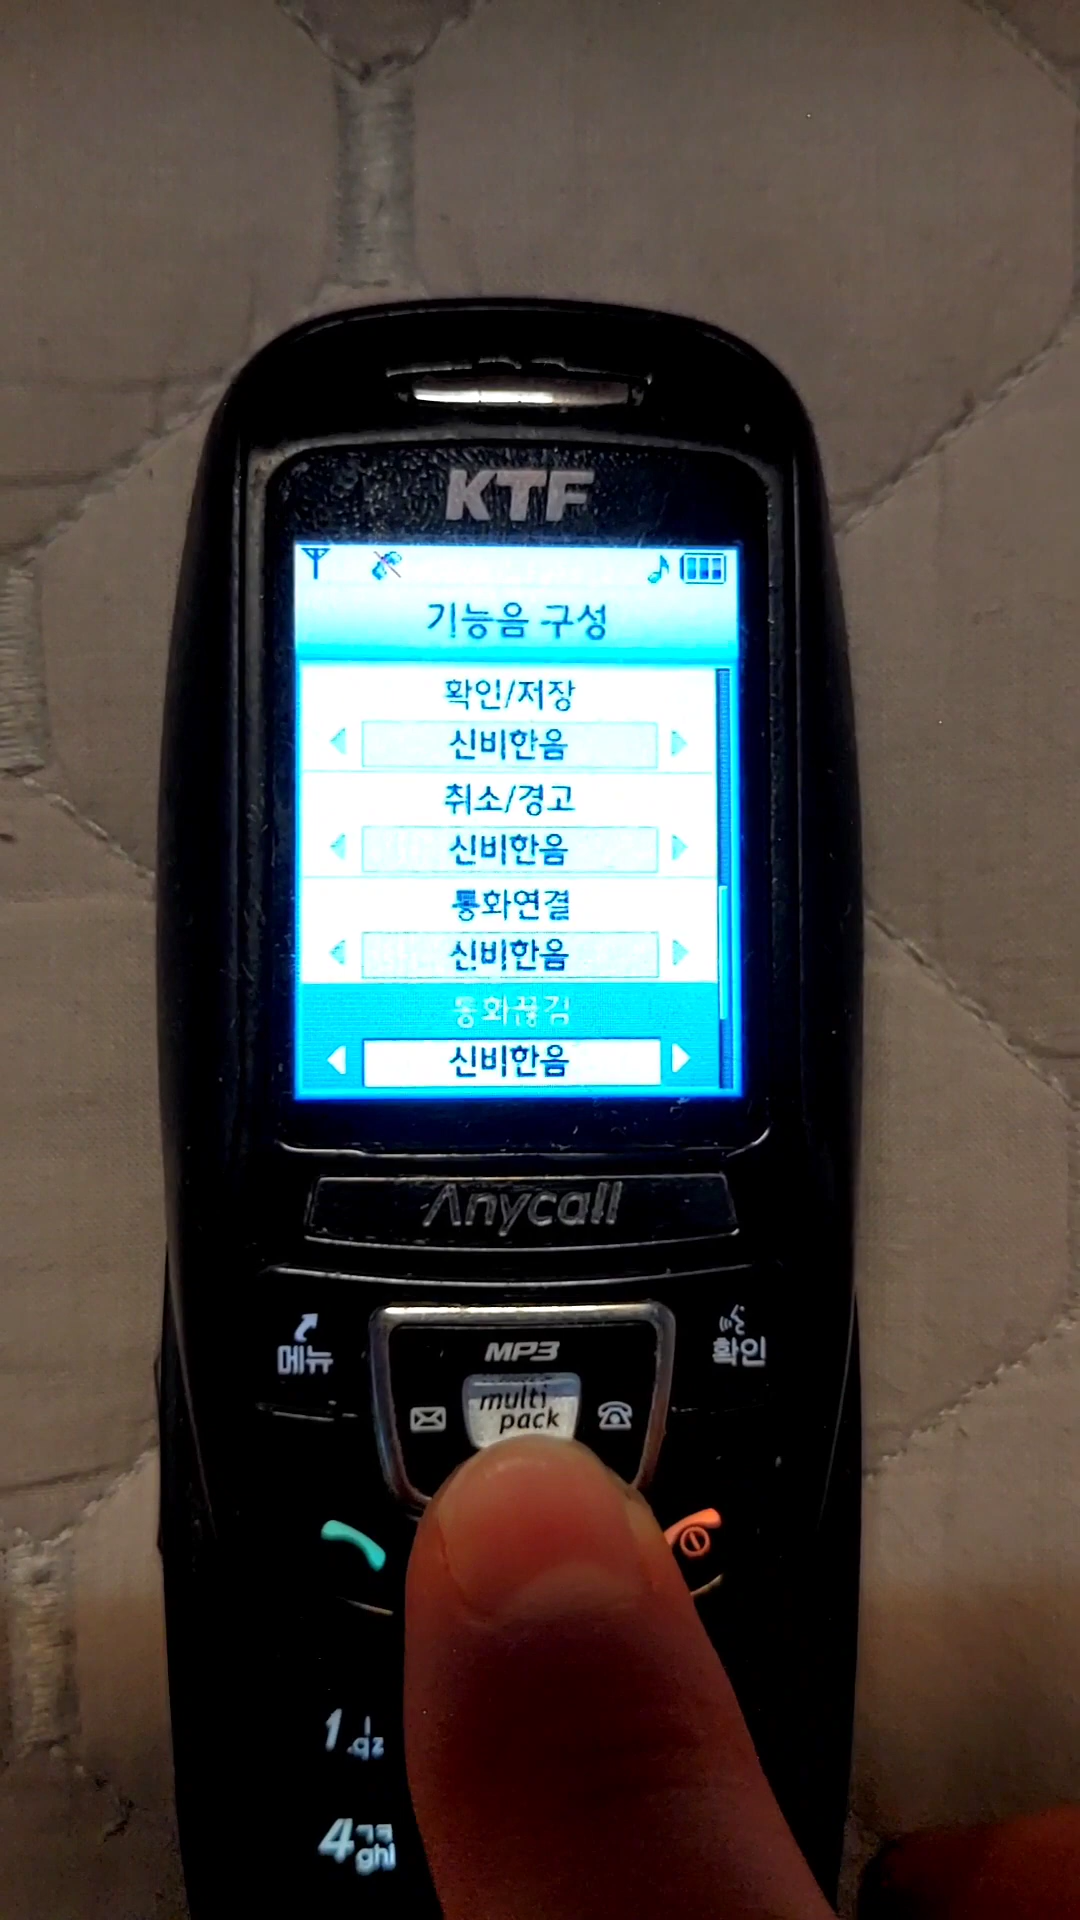 KTF
기능음 구성
확인/저장
신비한음
취소/경고
신비한음
통화연결
신비한음
통화끊김
신비한음
Anycall
메뉴
MP3
확인
multi
pack
1 .qz
4 ㄱㅋ
ghi